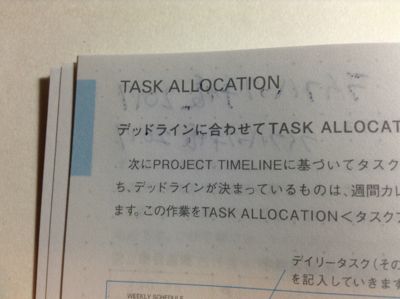 TASK ALLOCATION
デッドラインに合わせてTASK ALLOCAT
次にPROJECT TIMELINEに基づいてタスク
ち、デッドラインが決まっているものは、週間カレ
ます。この作業をTASK ALLOCATION<タスクア
デイリータスク(その
を記入していきます
WEEKLY SCHEDULE